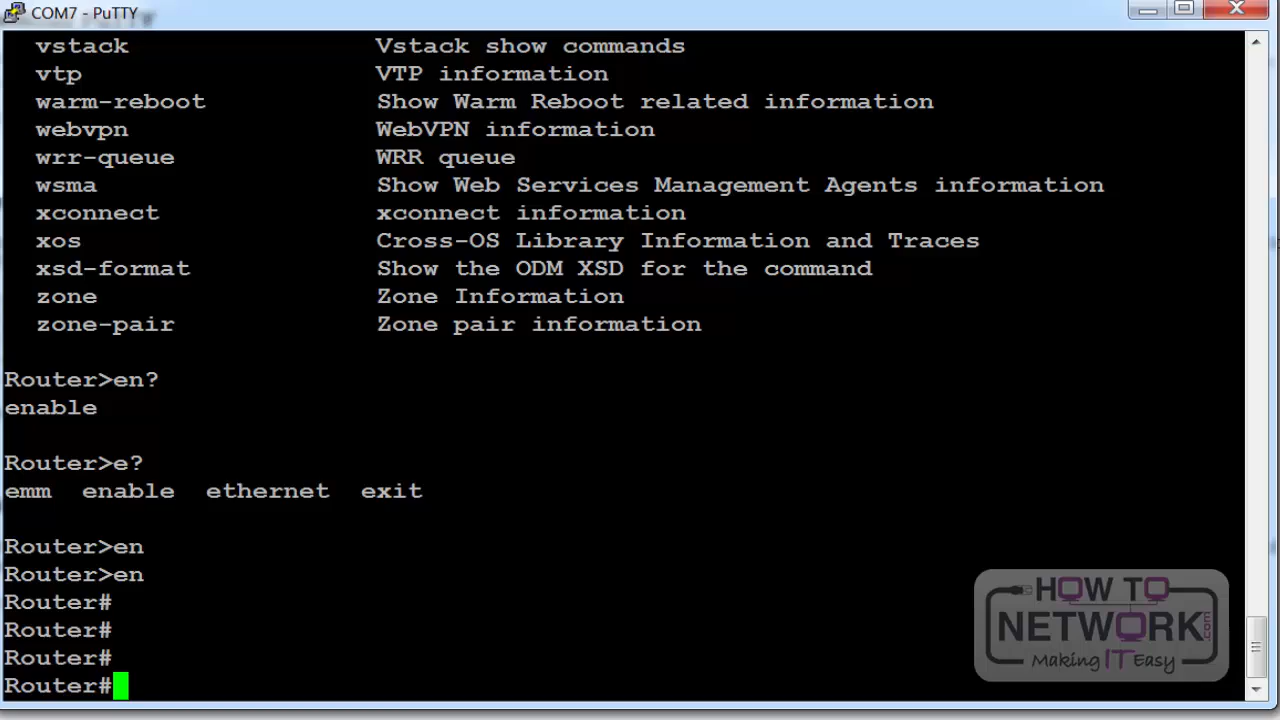 COM7 - PuTTY
vstack Vstack show commands
vtp VTP information
warm-reboot Show Warm Reboot related information
webvpn WebVPN information
wrr-queue WRR queue
wsma Show Web Services Management Agents information
xconnect xconnect information
xos Cross-OS Library Information and Traces
xsd-format Show the ODM XSD for the command
zone Zone Information
zone-pair Zone pair information
Router>en?
enable
Router>e?
emm enable ethernet exit
Router>en
Router>en
Router#
Router#
Router#
Router#
HOW TO
NETWORK.com
Making IT Easy